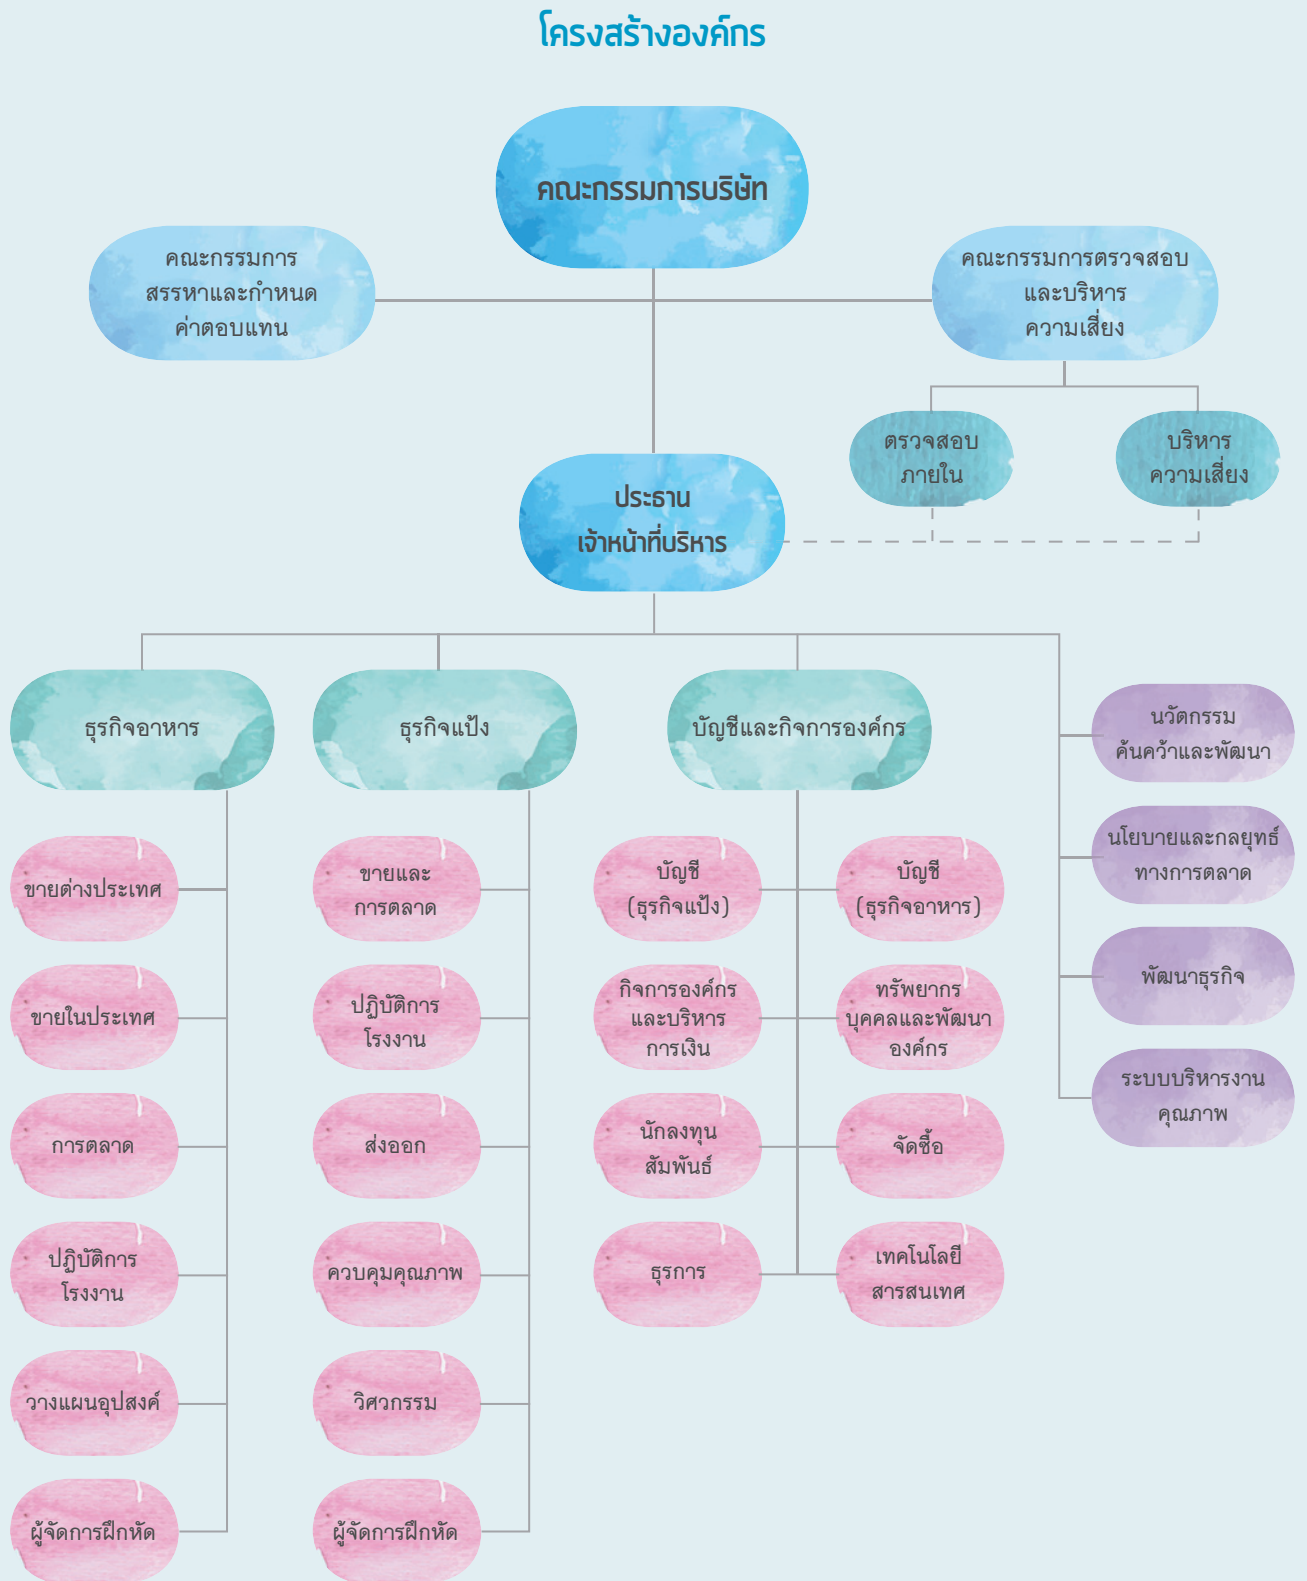 โครงสร้างองค์กร
คณะกรรมการบริษัท
คณะกรรมการ
สรรหาและกำหนด
ค่าตอบแทน
คณะกรรมการตรวจสอบ
และบริหาร
ความเสี่ยง
ตรวจสอบ
ภายใน
บริหาร
ความเสี่ยง
ประธาน
เจ้าหน้าที่บริหาร
ธุรกิจอาหาร
ขายต่างประเทศ
ขายในประเทศ
การตลาด
ปฏิบัติการ
โรงงาน
วางแผนอุปสงค์
ผู้จัดการฝึกหัด
ธุรกิจแป้ง
ขายและ
การตลาด
ปฏิบัติการ
โรงงาน
ส่งออก
ควบคุมคุณภาพ
วิศวกรรม
ผู้จัดการฝึกหัด
บัญชีและกิจการองค์กร
บัญชี
(ธุรกิจแป้ง)
บัญชี
(ธุรกิจอาหาร)
กิจการองค์กร
และบริหาร
การเงิน
ทรัพยากร
บุคคลและพัฒนา
องค์กร
นักลงทุน
สัมพันธ์
จัดซื้อ
ธุรการ
เทคโนโลยี
สารสนเทศ
นวัตกรรม
ค้นคว้าและพัฒนา
นโยบายและกลยุทธ์
ทางการตลาด
พัฒนาธุรกิจ
ระบบบริหารงาน
คุณภาพ